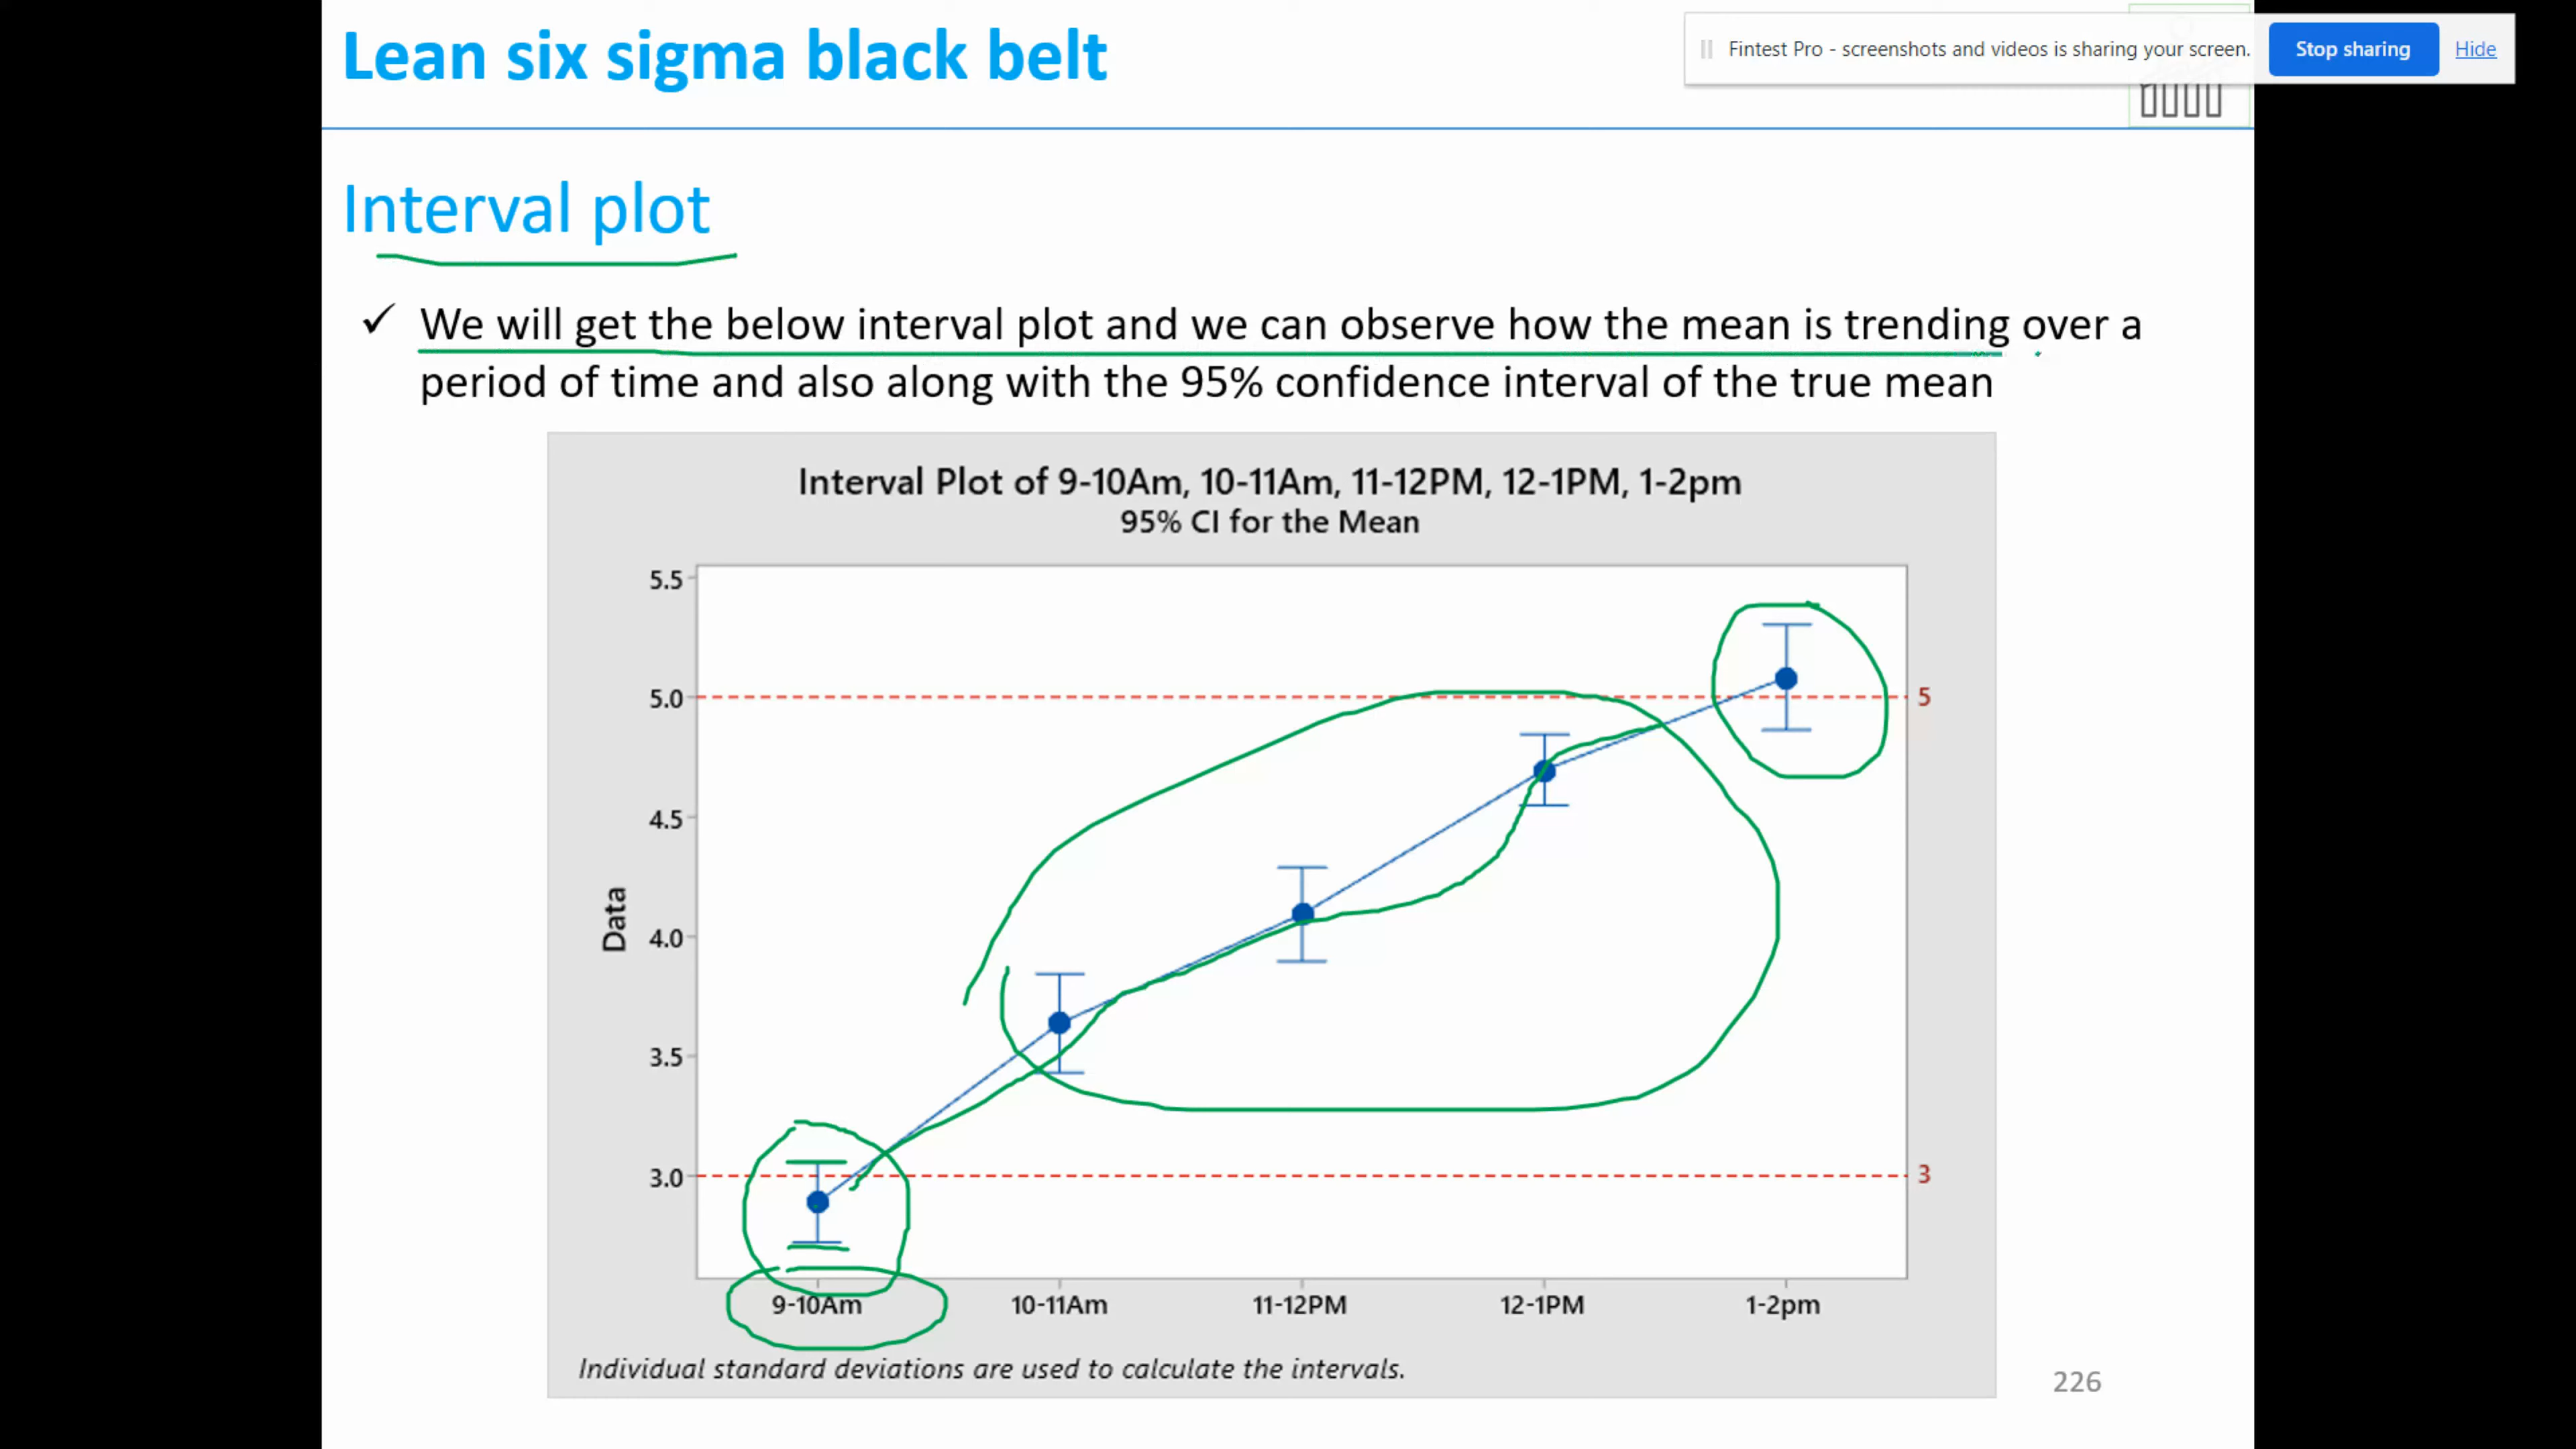 Lean six sigma black belt
Fintest Pro - screenshots and videos is sharing your screen.
Stop sharing
Hide
Interval plot
✓ We will get the below interval plot and we can observe how the mean is trending over a
period of time and also along with the 95% confidence interval of the true mean
Interval Plot of 9-10Am, 10-11Am, 11-12PM, 12-1PM, 1-2pm
95% CI for the Mean
5.5
5.0
5
4.5
Data
4.0
3.5
3.0
3
9-10Am
10-11Am
11-12PM
12-1PM
1-2pm
Individual standard deviations are used to calculate the intervals.
226